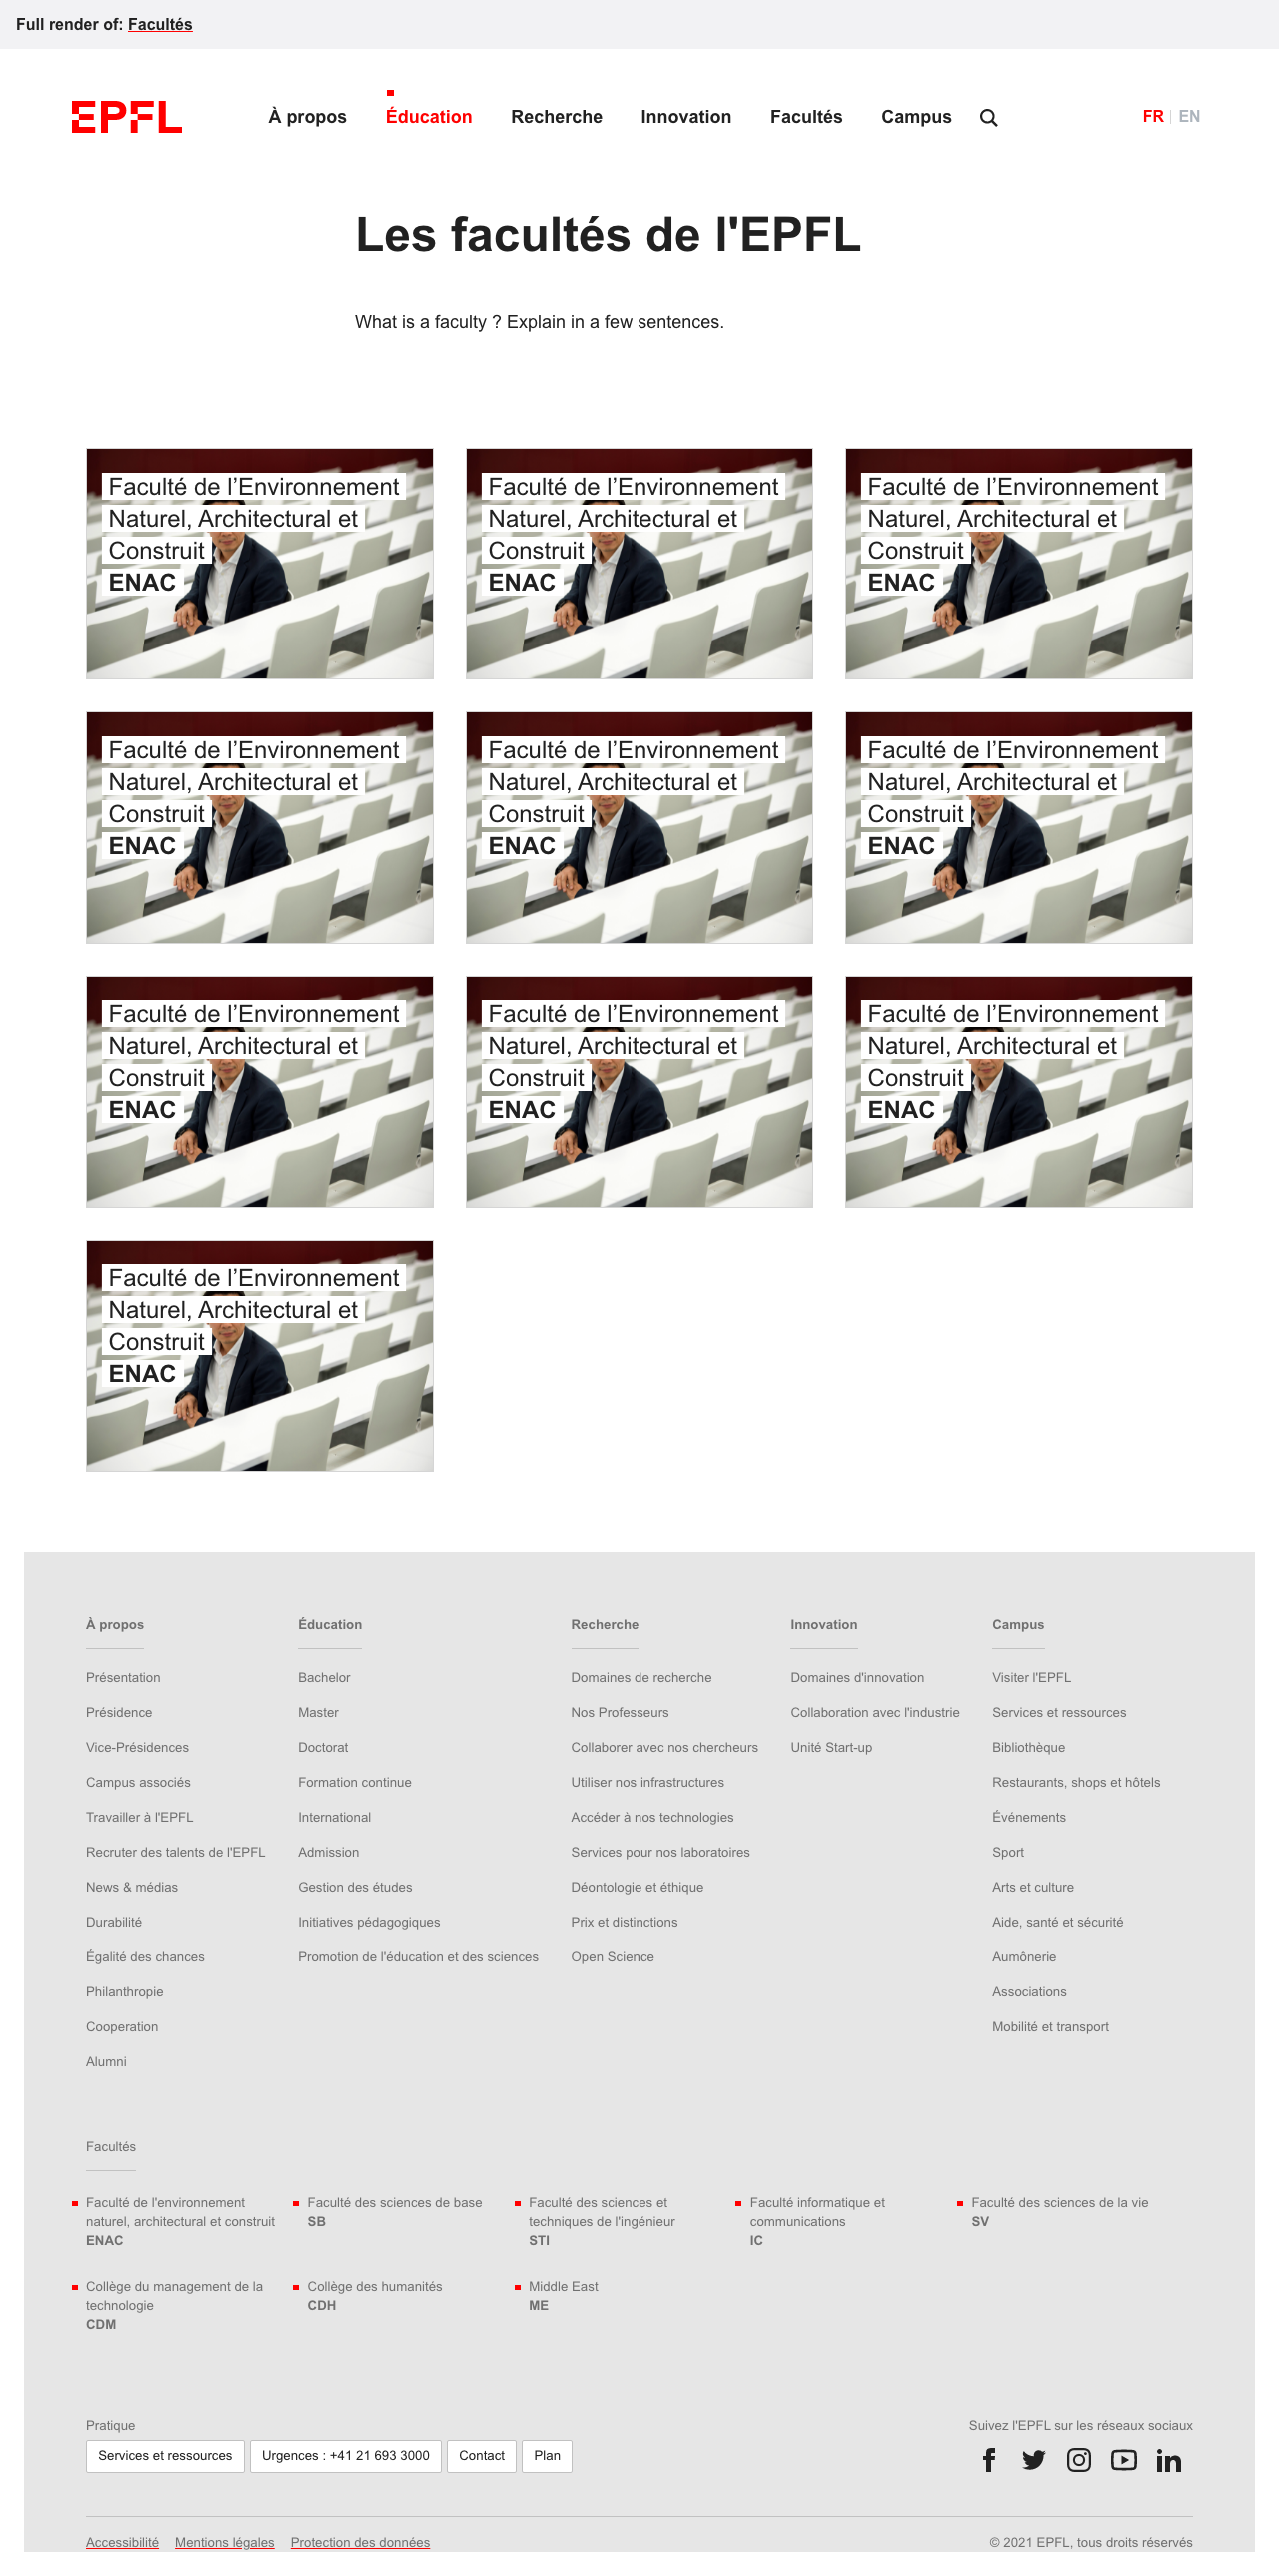 Full render of: Facultés
EPFL
À propos Éducation Recherche Innovation Facultés Campus FR EN
Les facultés de l'EPFL
What is a faculty ? Explain in a few sentences.
Faculté de l’Environnement
Naturel, Architectural et
Construit
ENAC
Faculté de l’Environnement
Naturel, Architectural et
Construit
ENAC
Faculté de l’Environnement
Naturel, Architectural et
Construit
ENAC
Faculté de l’Environnement
Naturel, Architectural et
Construit
ENAC
Faculté de l’Environnement
Naturel, Architectural et
Construit
ENAC
Faculté de l’Environnement
Naturel, Architectural et
Construit
ENAC
Faculté de l’Environnement
Naturel, Architectural et
Construit
ENAC
Faculté de l’Environnement
Naturel, Architectural et
Construit
ENAC
Faculté de l’Environnement
Naturel, Architectural et
Construit
ENAC
Faculté de l’Environnement
Naturel, Architectural et
Construit
ENAC
À propos
Présentation
Présidence
Vice-Présidences
Campus associés
Travailler à l'EPFL
Recruter des talents de l'EPFL
News & médias
Durabilité
Égalité des chances
Philanthropie
Cooperation
Alumni
Éducation
Bachelor
Master
Doctorat
Formation continue
International
Admission
Gestion des études
Initiatives pédagogiques
Promotion de l'éducation et des sciences
Recherche
Domaines de recherche
Nos Professeurs
Collaborer avec nos chercheurs
Utiliser nos infrastructures
Accéder à nos technologies
Services pour nos laboratoires
Déontologie et éthique
Prix et distinctions
Open Science
Innovation
Domaines d'innovation
Collaboration avec l'industrie
Unité Start-up
Campus
Visiter l'EPFL
Services et ressources
Bibliothèque
Restaurants, shops et hôtels
Événements
Sport
Arts et culture
Aide, santé et sécurité
Aumônerie
Associations
Mobilité et transport
Facultés
Faculté de l'environnement
naturel, architectural et construit
ENAC
Faculté des sciences de base
SB
Faculté des sciences et
techniques de l'ingénieur
STI
Faculté informatique et
communications
IC
Faculté des sciences de la vie
SV
Collège du management de la
technologie
CDM
Collège des humanités
CDH
Middle East
ME
Pratique
Services et ressources Urgences : +41 21 693 3000 Contact Plan
Suivez l'EPFL sur les réseaux sociaux
Accessibilité Mentions légales Protection des données
© 2021 EPFL, tous droits réservés